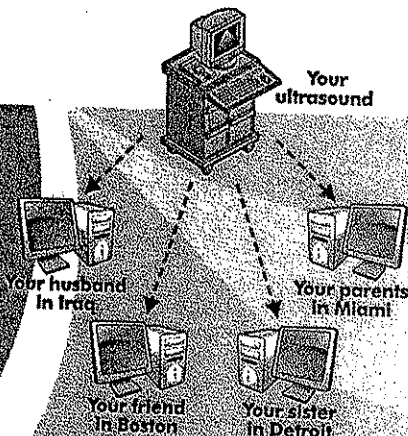 Your
ultrasound
Your husband
in Iraq
Your parents
in Miami
Your friend
in Boston
Your sister
in Detroit